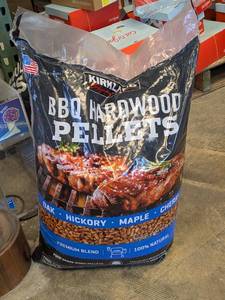 KIRKLAND
BBQ HARDWOOD
PELLETS
OAK · HICKORY · MAPLE · CHERRY
PREMIUM BLEND
100% NATURAL